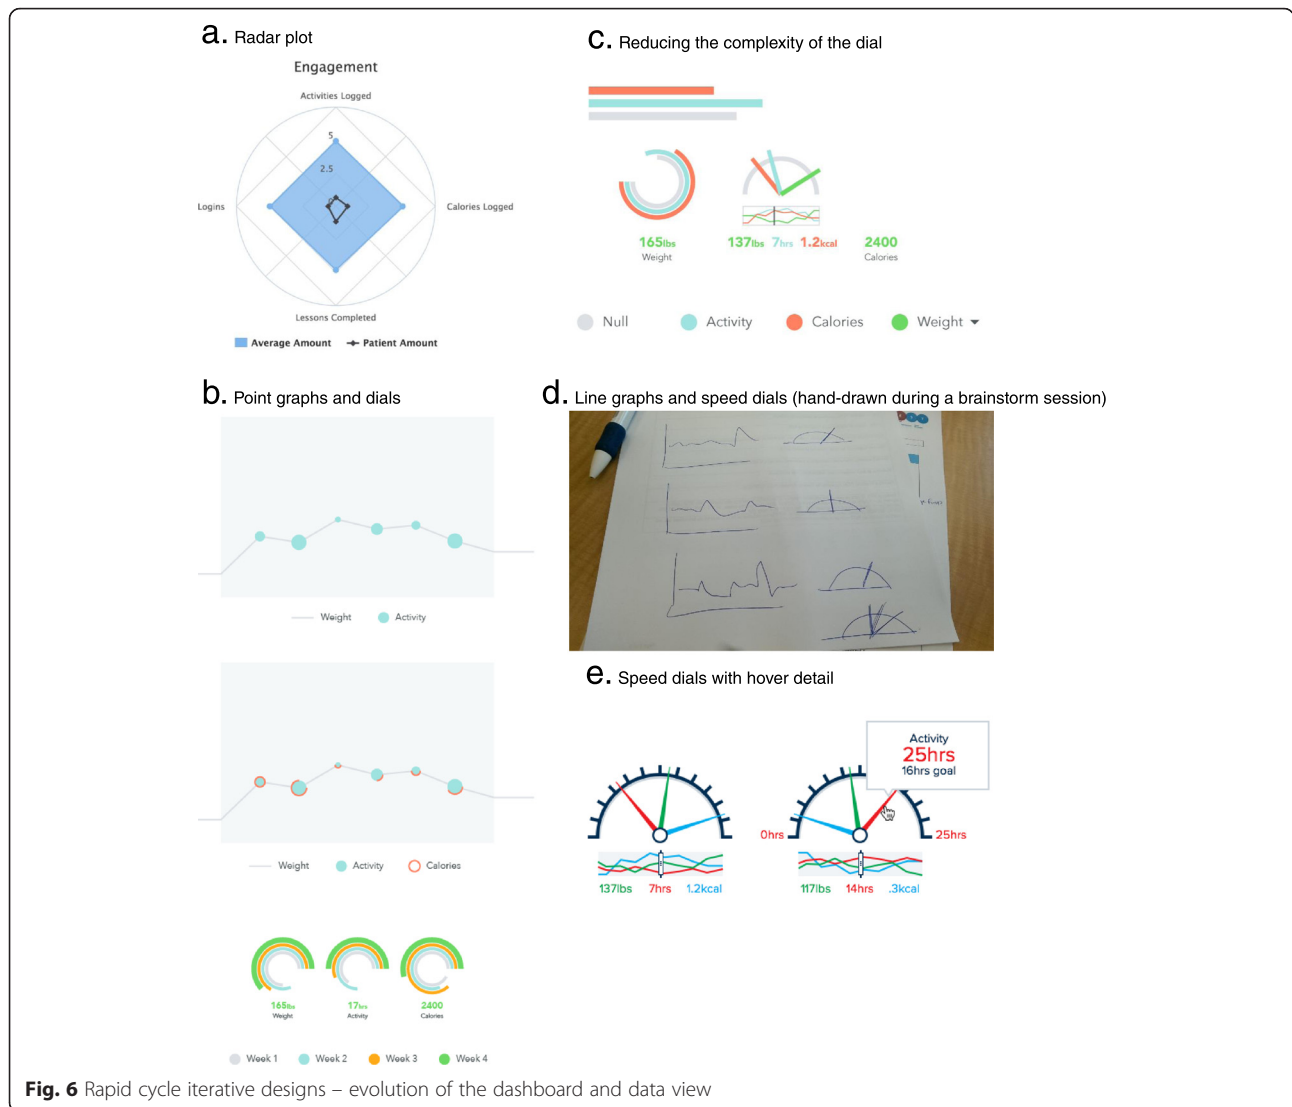 a. Radar plot
Engagement
Activities Logged
5
2.5
0
Logins
Calories Logged
Lessons Completed
Average Amount Patient Amount
b. Point graphs and dials
Weight Activity
Weight Activity Calories
165lbs 17hrs 2400
Weight Activity Calories
Week 1 Week 2 Week 3 Week 4
c. Reducing the complexity of the dial
165lbs 137lbs 7hrs 1.2kcal 2400
Weight Calories
Null Activity Calories Weight
d. Line graphs and speed dials (hand-drawn during a brainstorm session)
e. Speed dials with hover detail
Activity
25hrs
16hrs goal
0hrs 25hrs
137lbs 7hrs 1.2kcal 117lbs 14hrs .3kcal
Fig. 6 Rapid cycle iterative designs – evolution of the dashboard and data view